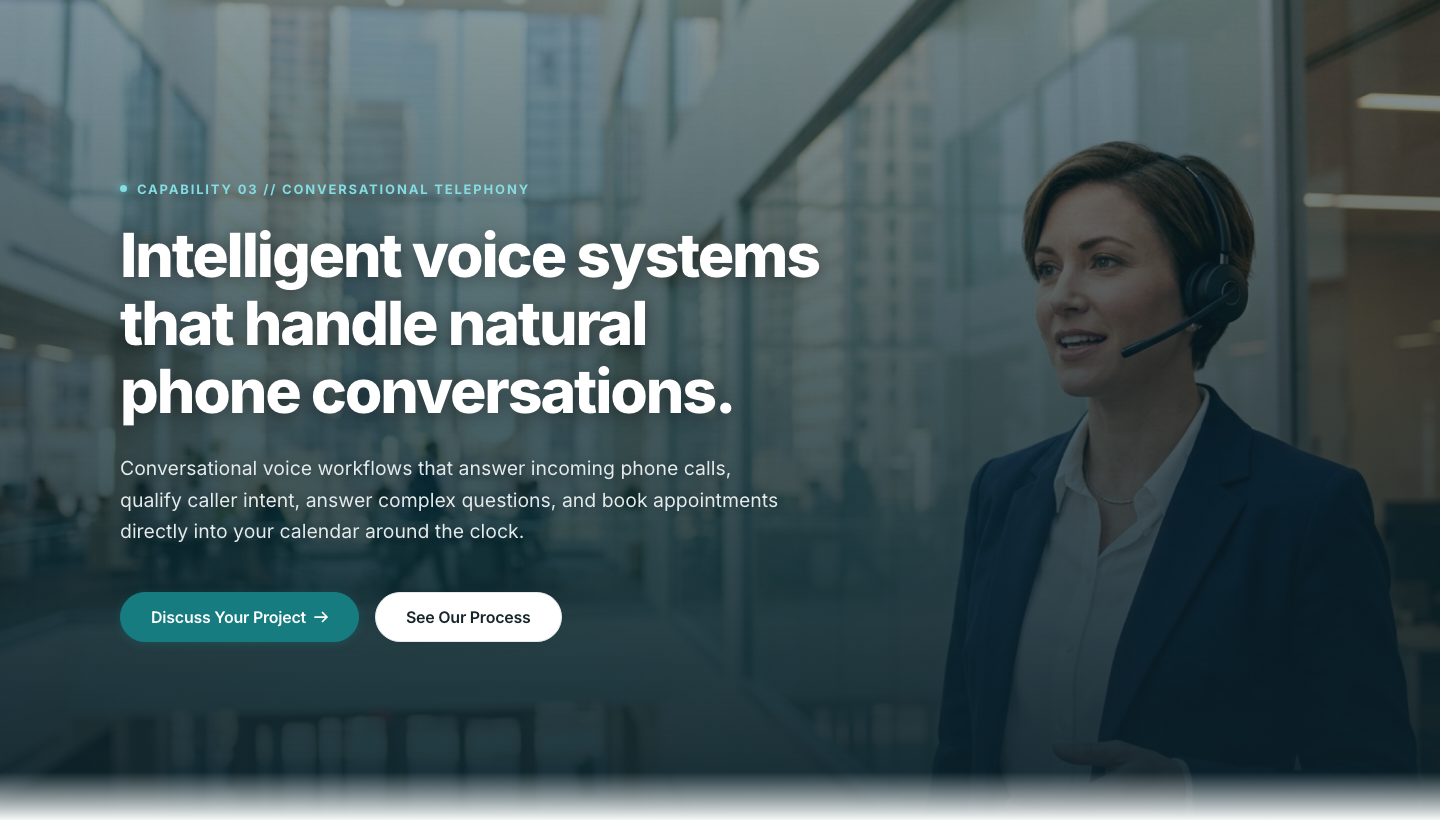 CAPABILITY 03 // CONVERSATIONAL TELEPHONY
Intelligent voice systems
that handle natural
phone conversations.
Conversational voice workflows that answer incoming phone calls,
qualify caller intent, answer complex questions, and book appointments
directly into your calendar around the clock.
Discuss Your Project →
See Our Process